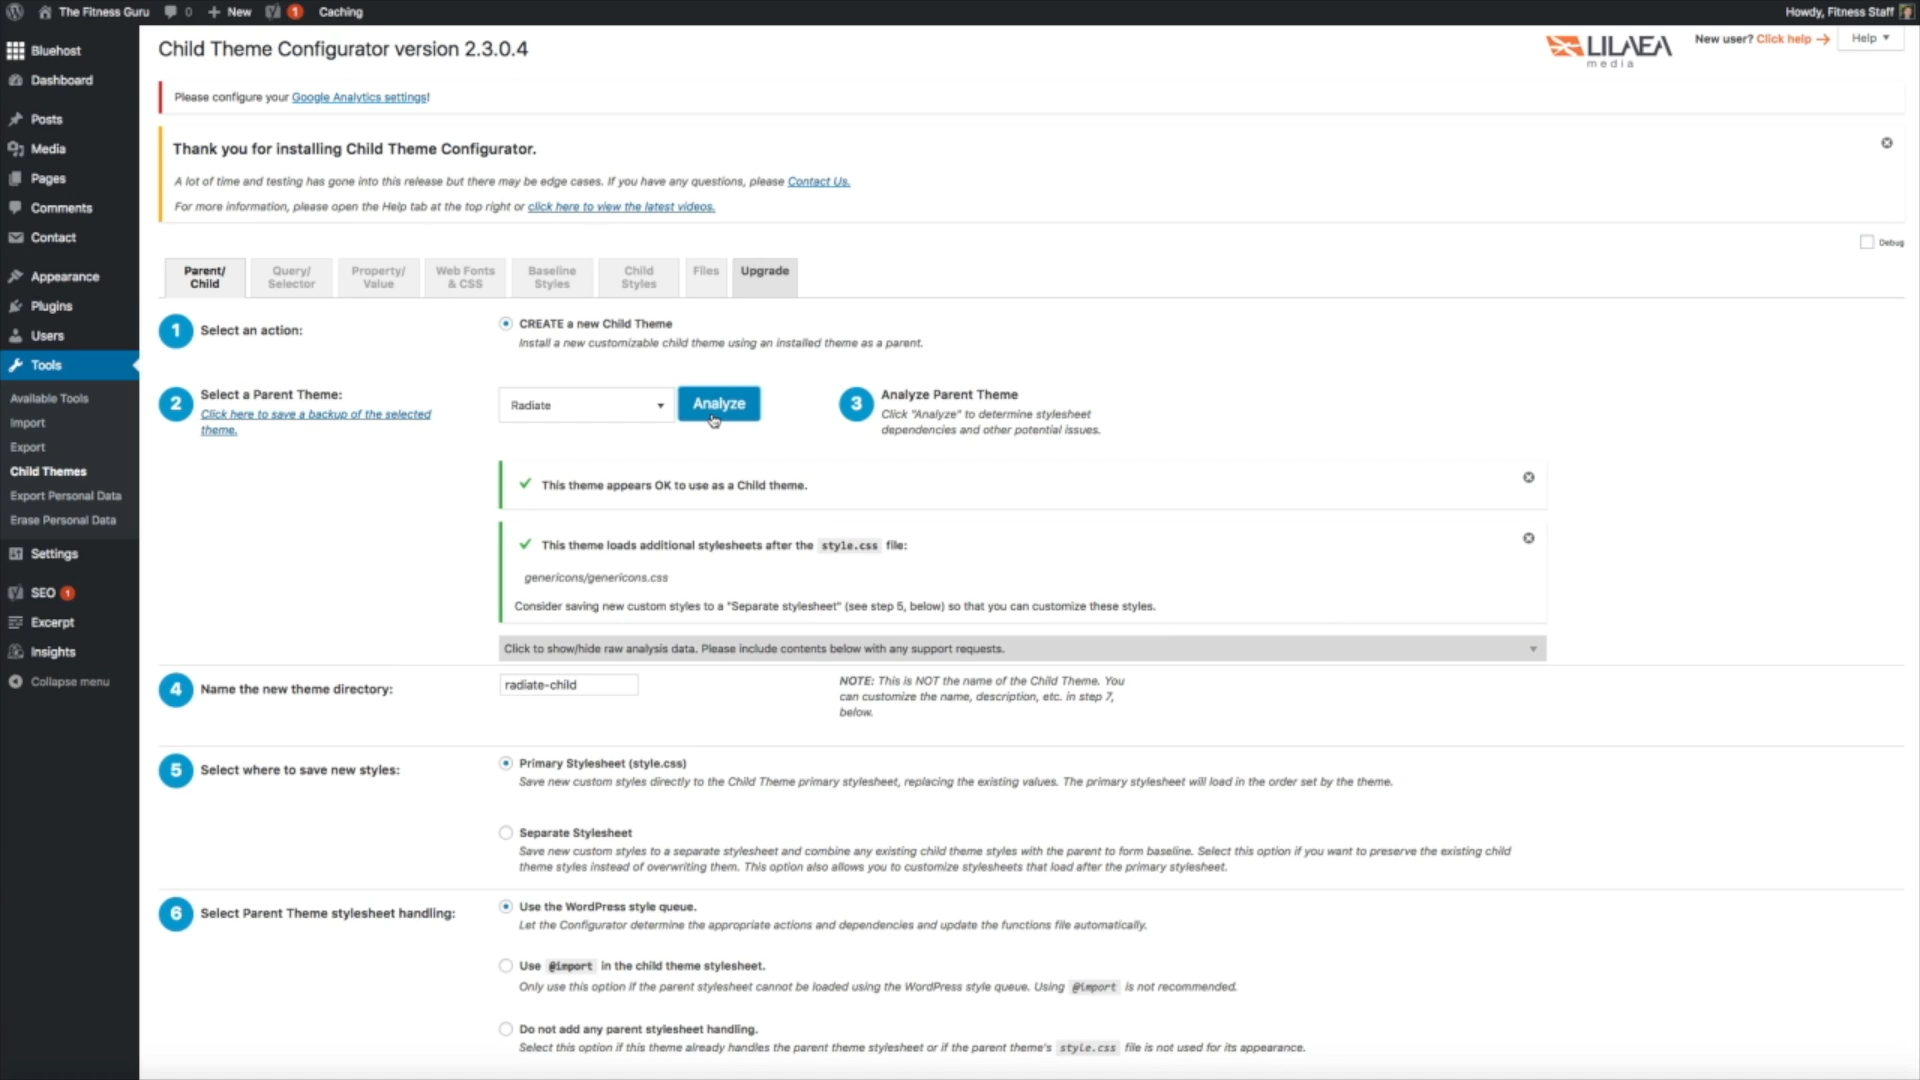 The Fitness Guru
0
New
1
Caching
Howdy, Fitness Staff
Bluehost
Dashboard
Posts
Media
Pages
Comments
Contact
Appearance
Plugins
Users
Tools
Available Tools
Import
Export
Child Themes
Export Personal Data
Erase Personal Data
Settings
SEO 1
Excerpt
Insights
Collapse menu
Child Theme Configurator version 2.3.0.4
LILAEA
media
New user? Click help →
Help
Please configure your Google Analytics settings!
Thank you for installing Child Theme Configurator.
A lot of time and testing has gone into this release but there may be edge cases. If you have any questions, please Contact Us.
For more information, please open the Help tab at the top right or click here to view the latest videos.
Debug
Parent/
Child
Query/
Selector
Property/
Value
Web Fonts
& CSS
Baseline
Styles
Child
Styles
Files
Upgrade
1
Select an action:
CREATE a new Child Theme
Install a new customizable child theme using an installed theme as a parent.
2
Select a Parent Theme:
Click here to save a backup of the selected
theme.
Radiate
Analyze
3
Analyze Parent Theme
Click "Analyze" to determine stylesheet
dependencies and other potential issues.
This theme appears OK to use as a Child theme.
This theme loads additional stylesheets after the style.css file:
genericons/genericons.css
Consider saving new custom styles to a "Separate stylesheet" (see step 5, below) so that you can customize these styles.
Click to show/hide raw analysis data. Please include contents below with any support requests.
4
Name the new theme directory:
radiate-child
NOTE: This is NOT the name of the Child Theme. You
can customize the name, description, etc. in step 7,
below.
5
Select where to save new styles:
Primary Stylesheet (style.css)
Save new custom styles directly to the Child Theme primary stylesheet, replacing the existing values. The primary stylesheet will load in the order set by the theme.
Separate Stylesheet
Save new custom styles to a separate stylesheet and combine any existing child theme styles with the parent to form baseline. Select this option if you want to preserve the existing child
theme styles instead of overwriting them. This option also allows you to customize stylesheets that load after the primary stylesheet.
6
Select Parent Theme stylesheet handling:
Use the WordPress style queue.
Let the Configurator determine the appropriate actions and dependencies and update the functions file automatically.
Use @import in the child theme stylesheet.
Only use this option if the parent stylesheet cannot be loaded using the WordPress style queue. Using @import is not recommended.
Do not add any parent stylesheet handling.
Select this option if this theme already handles the parent theme stylesheet or if the parent theme's style.css file is not used for its appearance.